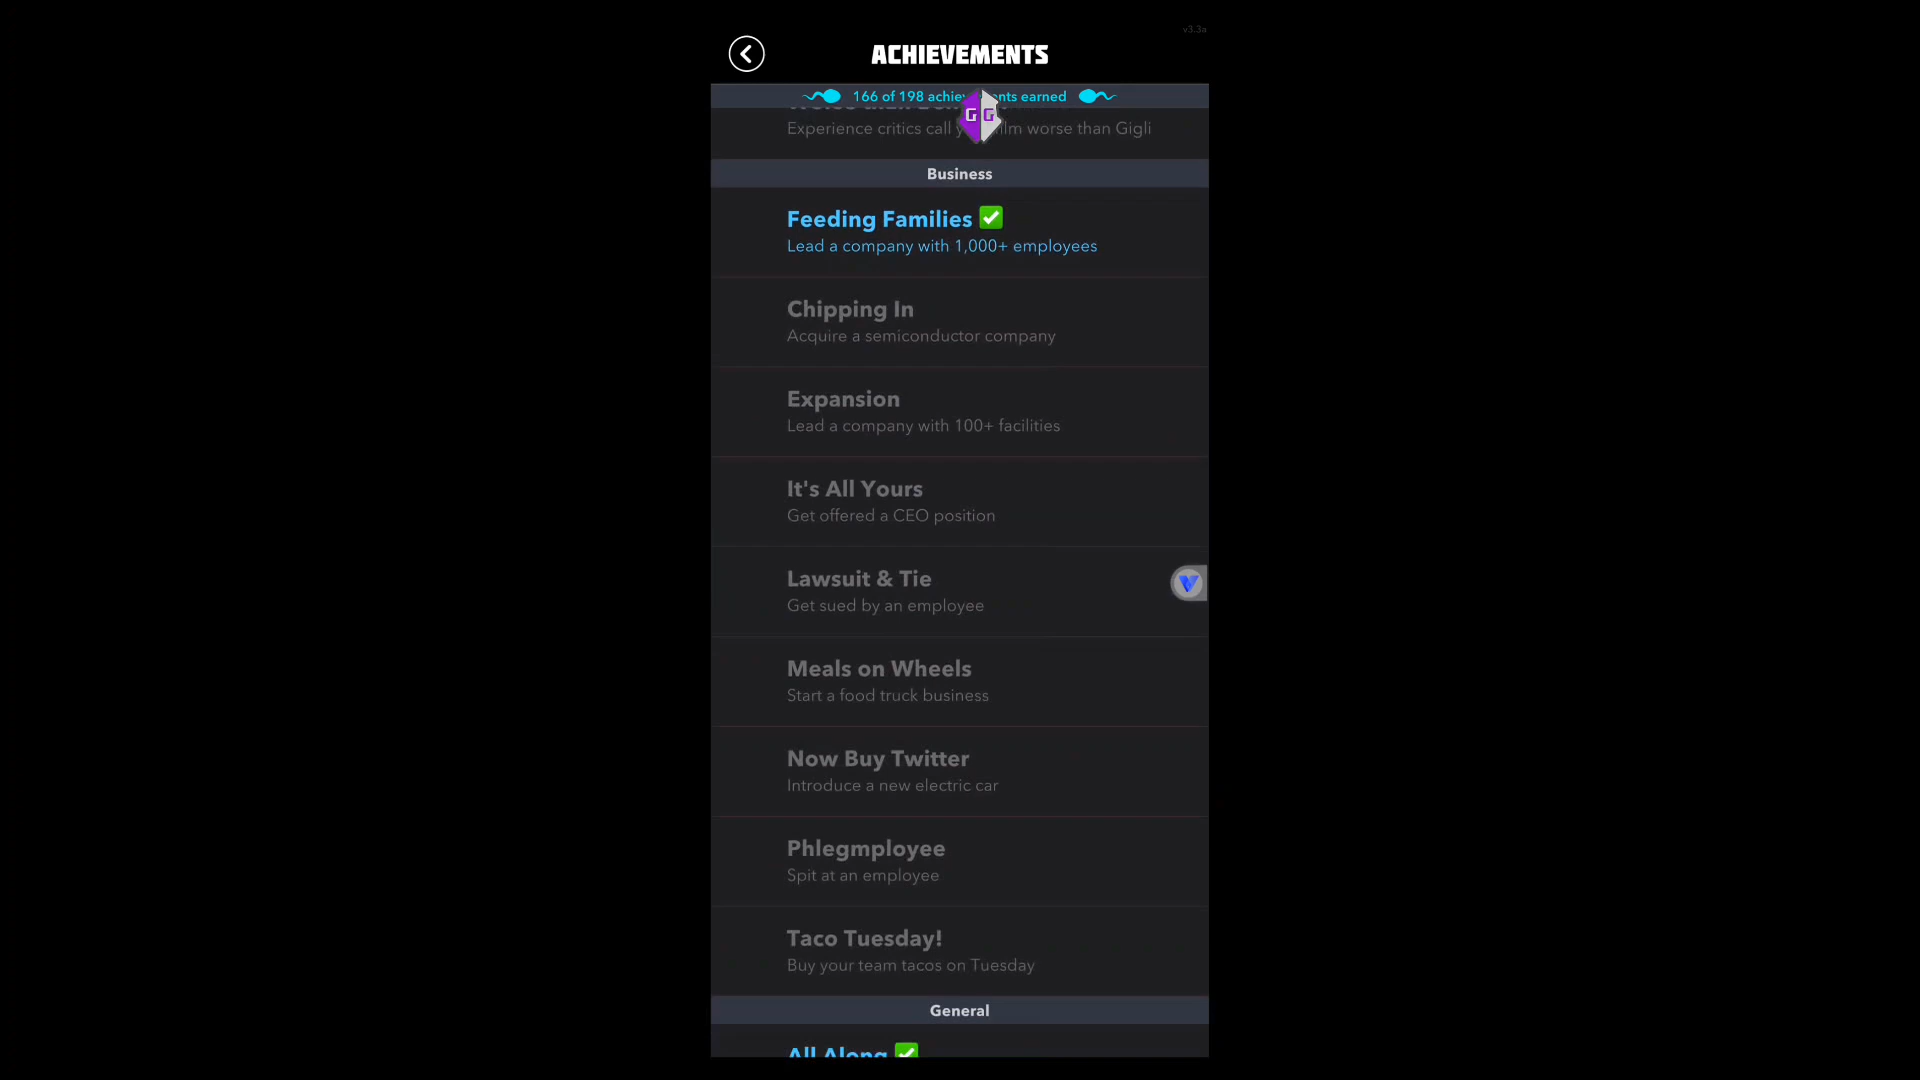 v3.3a
ACHIEVEMENTS
166 of 198 achie nts earned
G G
Experience critics call lm worse than Gigli
Business
Feeding Families ✅
Lead a company with 1,000+ employees
Chipping In
Acquire a semiconductor company
Expansion
Lead a company with 100+ facilities
It's All Yours
Get offered a CEO position
Lawsuit & Tie
Get sued by an employee
Meals on Wheels
Start a food truck business
Now Buy Twitter
Introduce a new electric car
Phlegmployee
Spit at an employee
Taco Tuesday!
Buy your team tacos on Tuesday
General
All Along ✅